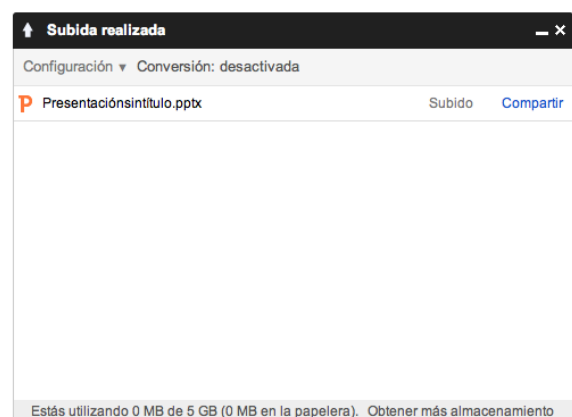 Subida realizada
Configuración Conversión: desactivada
Presentaciónsintítulo.pptx Subido Compartir
Estás utilizando 0 MB de 5 GB (0 MB en la papelera). Obtener más almacenamiento